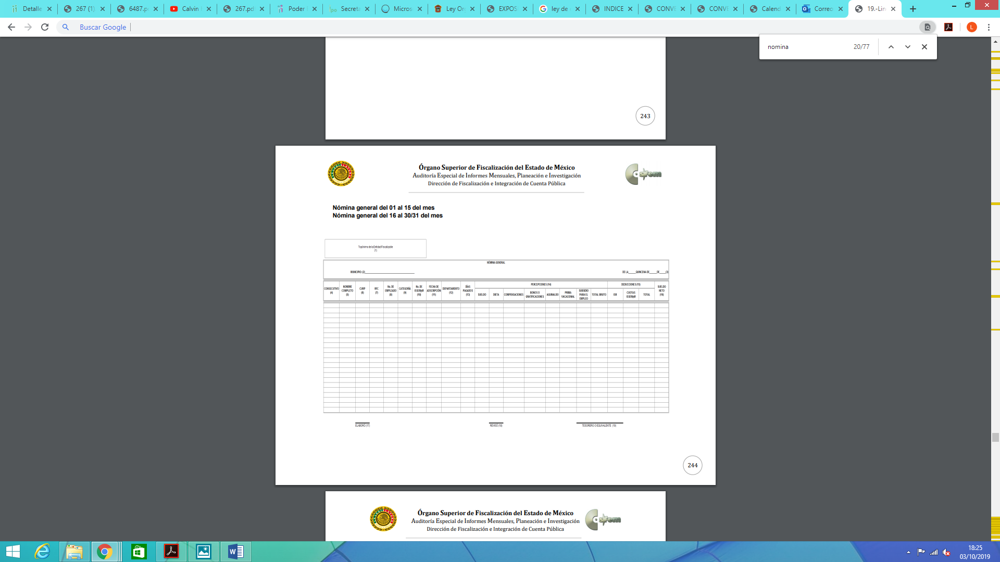 Detalle
267 (1)
6487.p
Calvin
267.pd
Poder
Secreta
Micros
Ley Or
EXPOS
ley de
INDICE
CONVE
CONVE
Calend
Correo
19.-Lin
Buscar Google
L
nomina 20/77
243
Órgano Superior de Fiscalización del Estado de México
Auditoría Especial de Informes Mensuales, Planeación e Investigación
Dirección de Fiscalización e Integración de Cuenta Pública
sfem
Nómina general del 01 al 15 del mes
Nómina general del 16 al 30/31 del mes
Topónimo de la Entidad Fiscalizable
(1)
NÓMINA GENERAL
MUNICIPIO: (2)
DE LA_____QUINCENA DE_____DE_____(3)
CONSECUTIVO (4)
NOMBRE COMPLETO (5)
CURP (6)
RFC (7)
No. DE EMPLEADO (8)
CATEGORÍA (9)
No. DE ISSEMyM (10)
FECHA DE ADSCRIPCIÓN (11)
DEPARTAMENTO (12)
DÍAS PAGADOS (13)
PERCEPCIONES (14)
SUELDO
DIETA
COMPENSACIONES
BONOS O GRATIFICACIONES
AGUINALDO
PRIMA VACACIONAL
SUBSIDIO PARA EL EMPLEO
TOTAL BRUTO
DEDUCCIONES (15)
ISR
CUOTAS ISSEMyM
TOTAL
SUELDO NETO (16)
ELABORÓ (17)
REVISÓ (18)
TESORERO O EQUIVALENTE (19)
244
Órgano Superior de Fiscalización del Estado de México
Auditoría Especial de Informes Mensuales, Planeación e Investigación
Dirección de Fiscalización e Integración de Cuenta Pública
sfem
18:25
03/10/2019